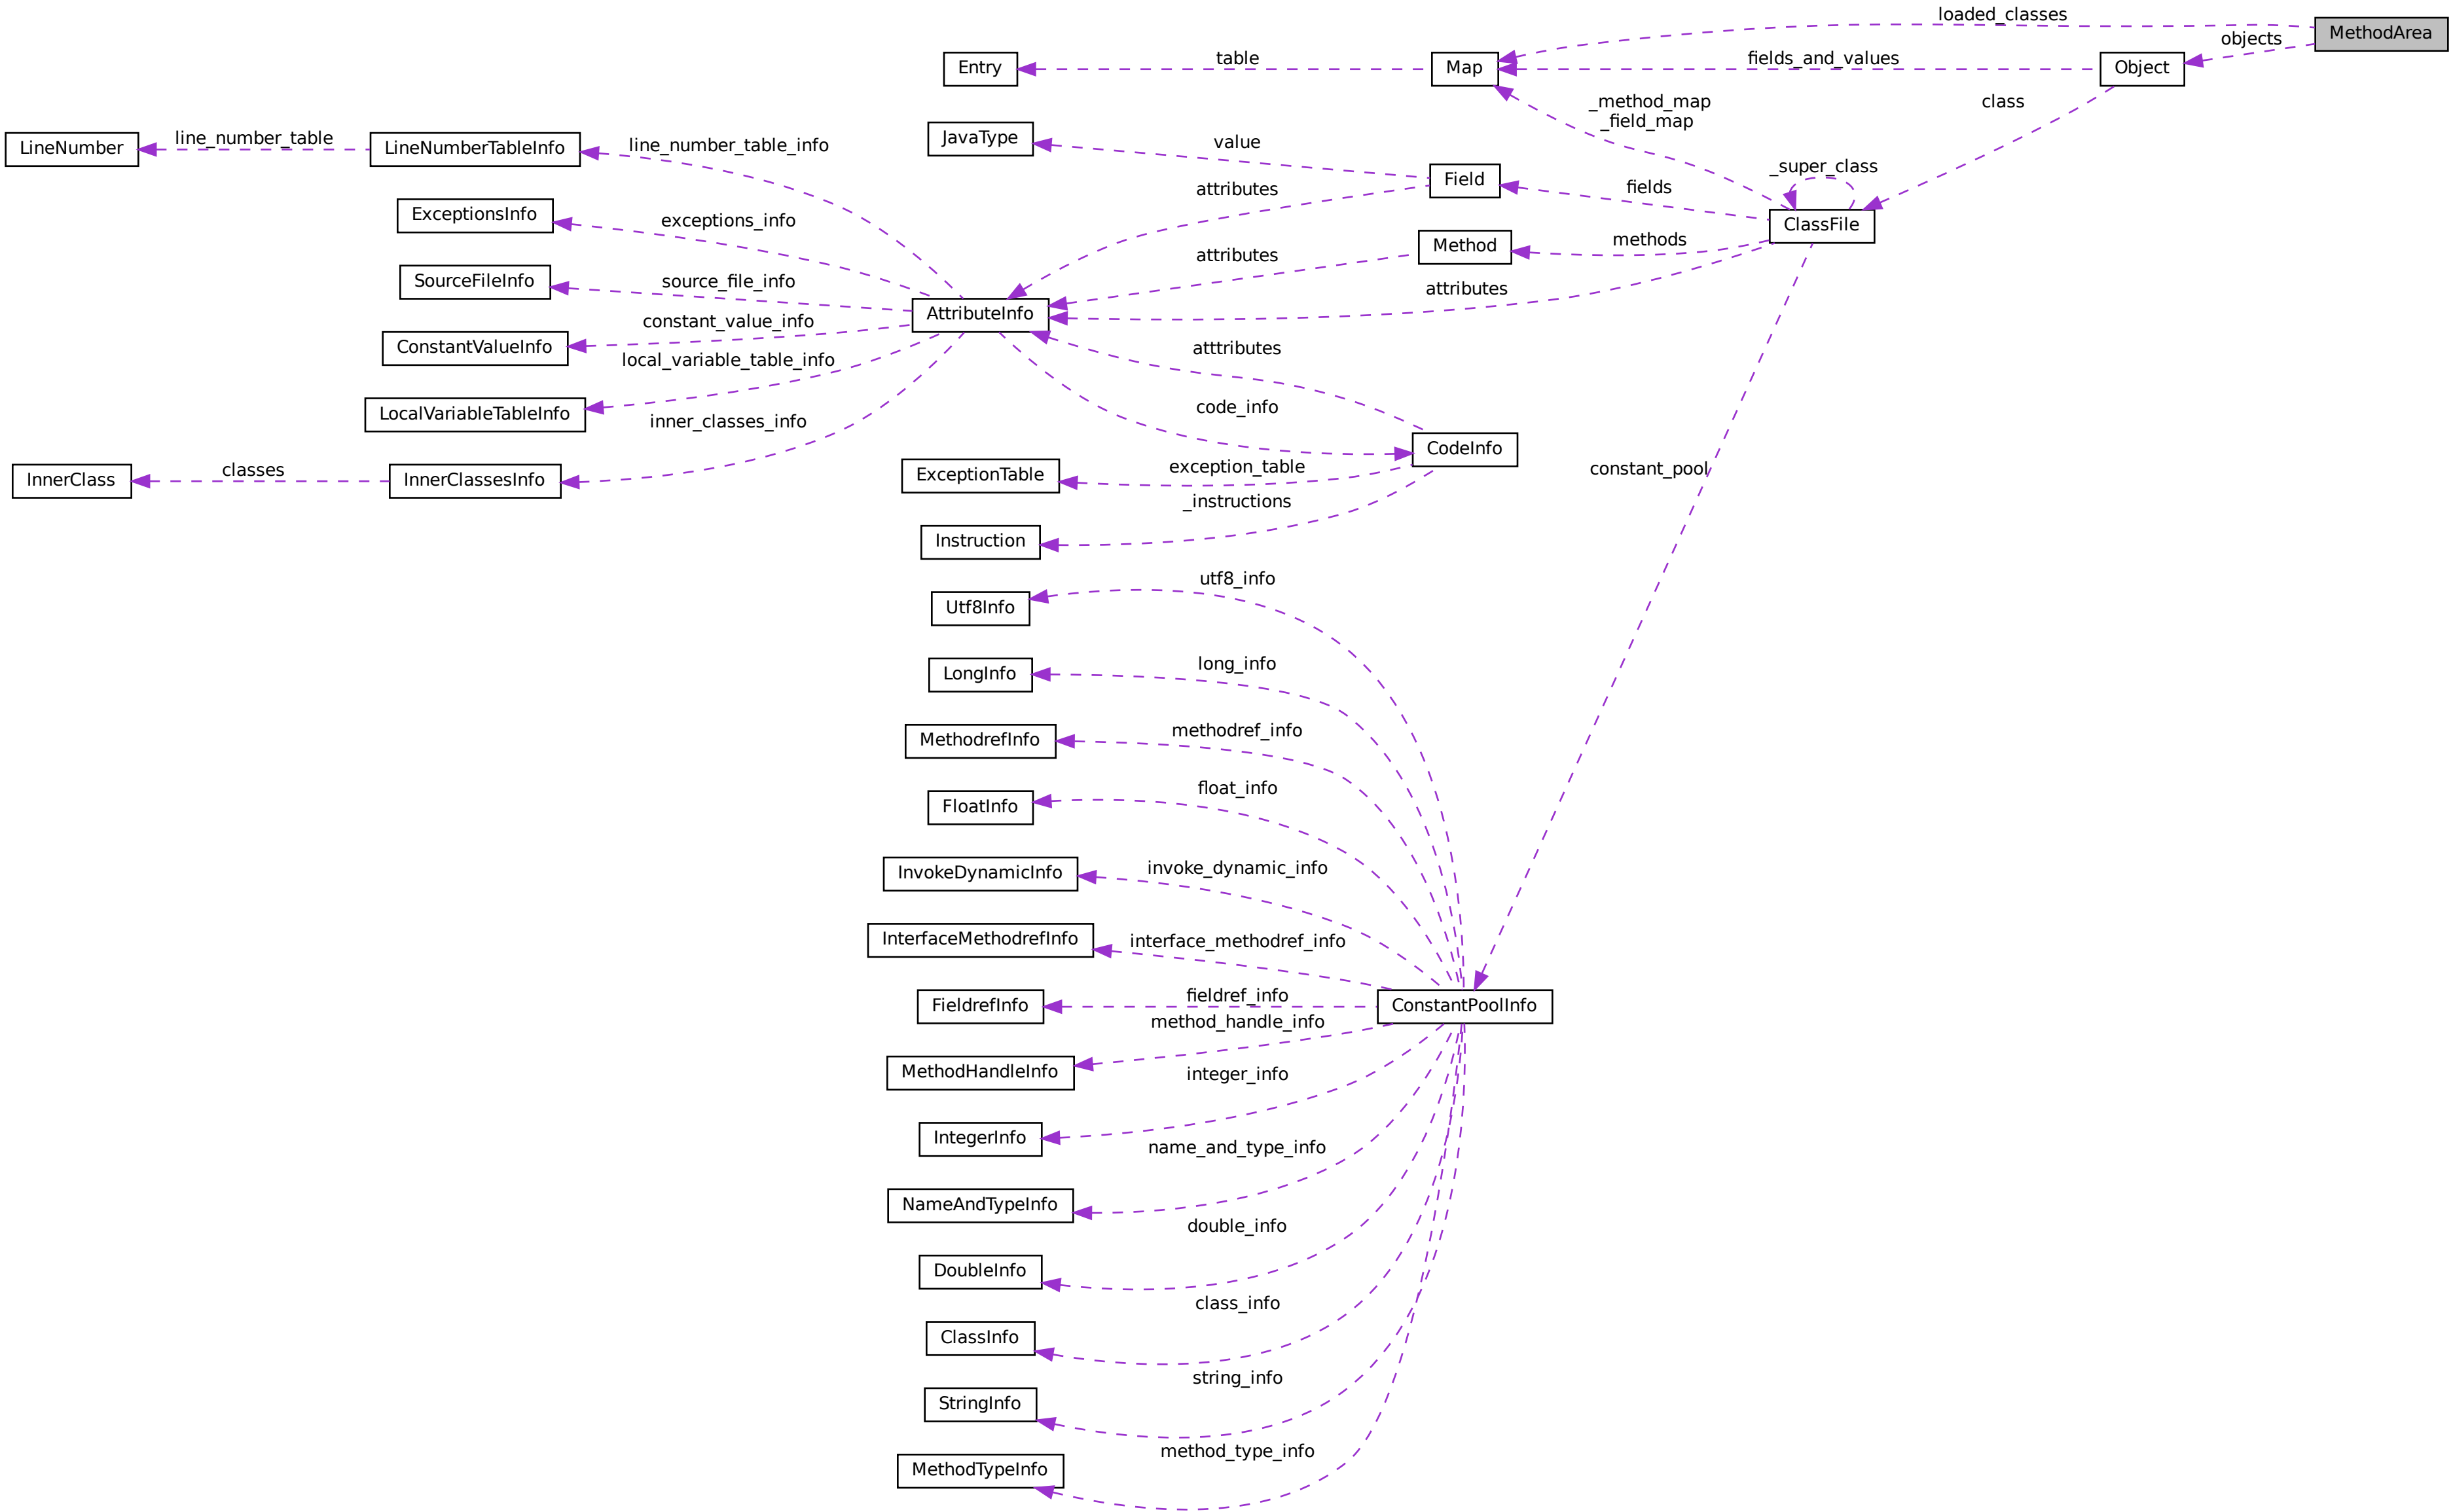 loaded_classes
MethodArea
objects
Entry
table
Map
fields_and_values
Object
_method_map
_field_map
class
LineNumber
line_number_table
LineNumberTableInfo
line_number_table_info
JavaType
value
Field
fields
_super_class
ExceptionsInfo
exceptions_info
attributes
ClassFile
Method
methods
attributes
SourceFileInfo
source_file_info
attributes
AttributeInfo
constant_value_info
ConstantValueInfo
atttributes
local_variable_table_info
LocalVariableTableInfo
code_info
inner_classes_info
CodeInfo
InnerClass
classes
InnerClassesInfo
ExceptionTable
exception_table
constant_pool
_instructions
Instruction
utf8_info
Utf8Info
long_info
LongInfo
methodref_info
MethodrefInfo
float_info
FloatInfo
invoke_dynamic_info
InvokeDynamicInfo
interface_methodref_info
InterfaceMethodrefInfo
fieldref_info
FieldrefInfo
ConstantPoolInfo
method_handle_info
MethodHandleInfo
integer_info
IntegerInfo
name_and_type_info
NameAndTypeInfo
double_info
DoubleInfo
class_info
ClassInfo
string_info
StringInfo
method_type_info
MethodTypeInfo